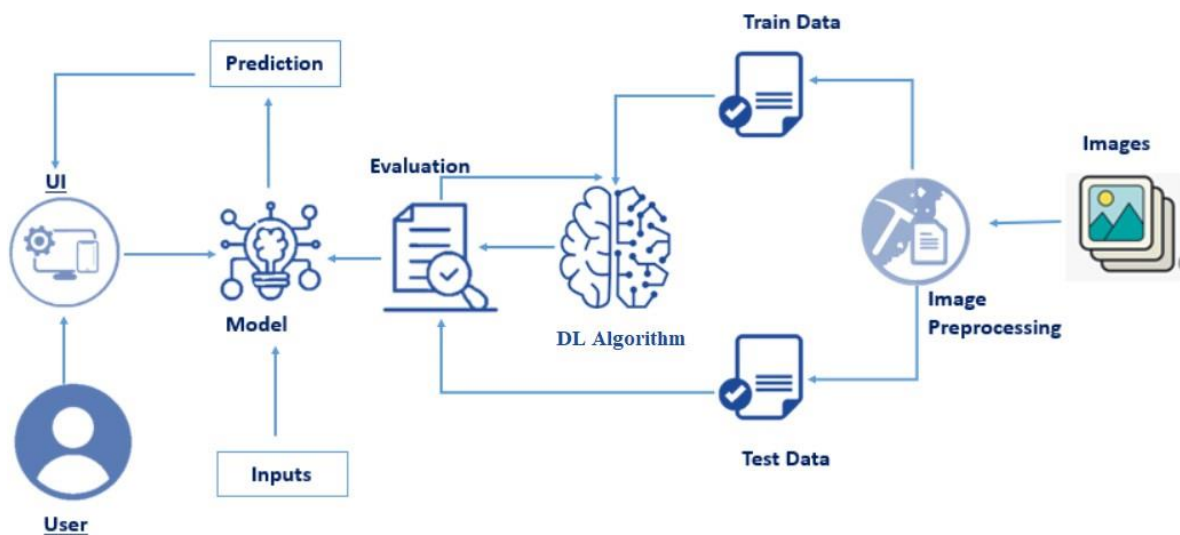 Train Data
Prediction
Images
Evaluation
UI
Image
Preprocessing
Model
DL Algorithm
Test Data
Inputs
User